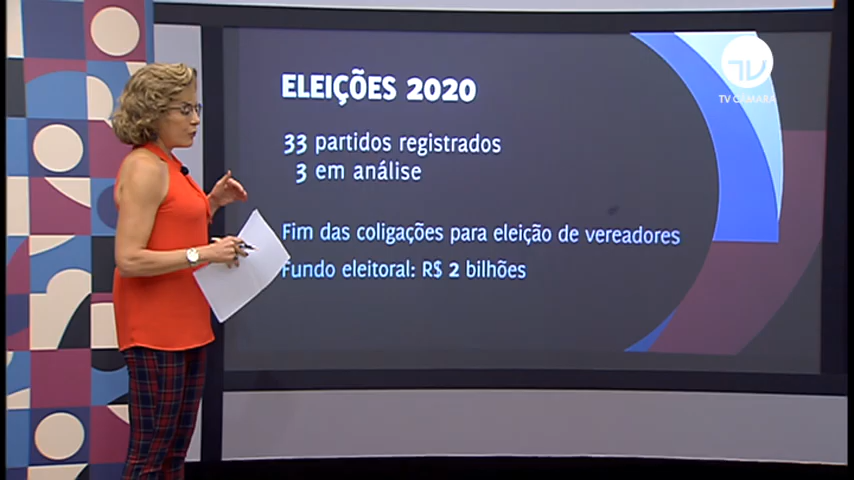 ELEIÇÕES 2020
33 partidos registrados
3 em análise
Fim das coligações para eleição de vereadores
Fundo eleitoral: R$ 2 bilhões
TV CÂMARA